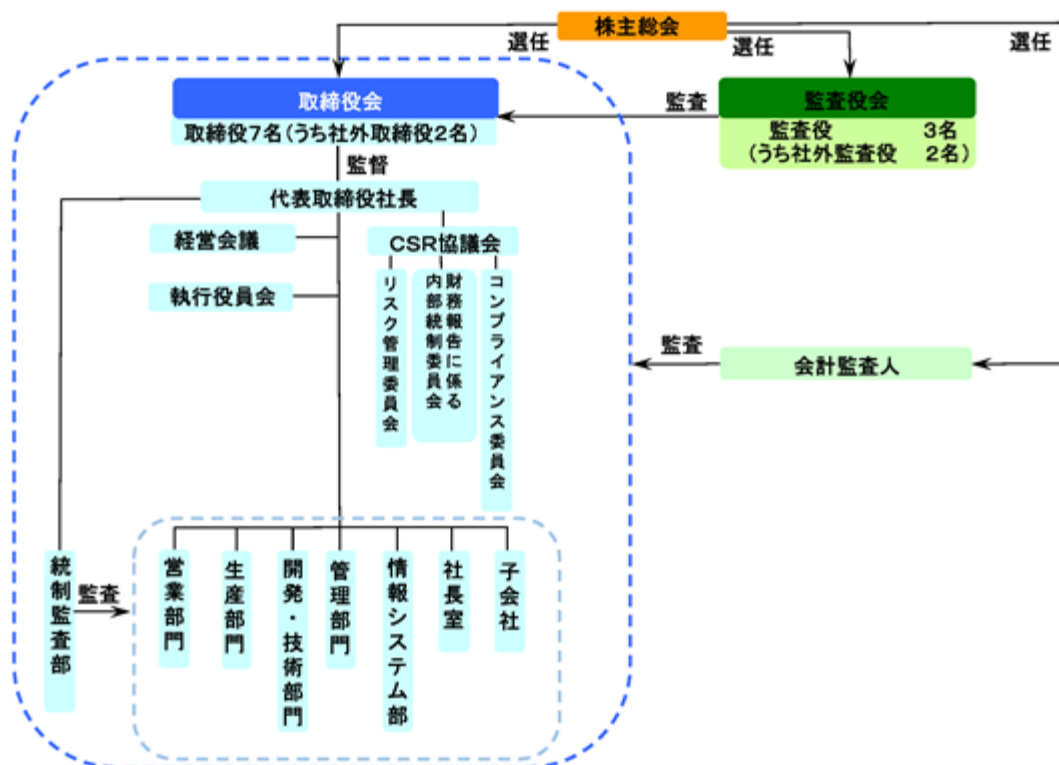 株主総会
選任
選任
選任
取締役会
取締役7名(うち社外取締役2名)
監査
監査役会
監査役 3名
(うち社外監査役 2名)
監督
代表取締役社長
経営会議
CSR協議会
執行役員会
リスク管理委員会
財務報告に係る
内部統制委員会
コンプライアンス委員会
監査
会計監査人
統制監査部
監査
営業部門
生産部門
開発・技術部門
管理部門
情報システム部
社長室
子会社